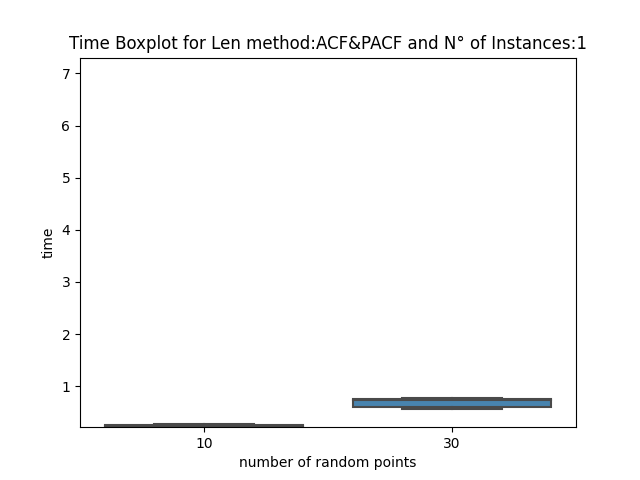 Time Boxplot for Len method:ACF&PACF and N° of Instances:1
7
6
5
4
3
2
1
time
10 30
number of random points